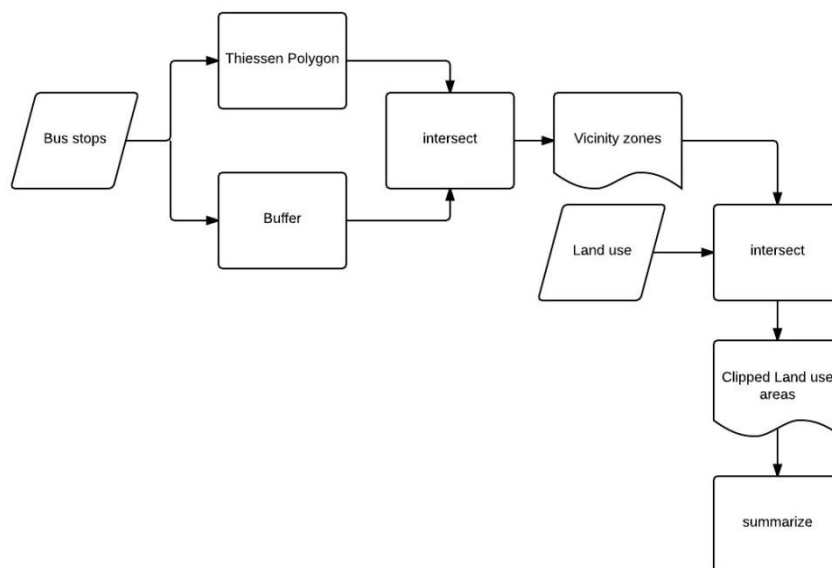 Thiessen Polygon
Bus stops
intersect
Vicinity zones
Buffer
Land use
intersect
Clipped Land use
areas
summarize